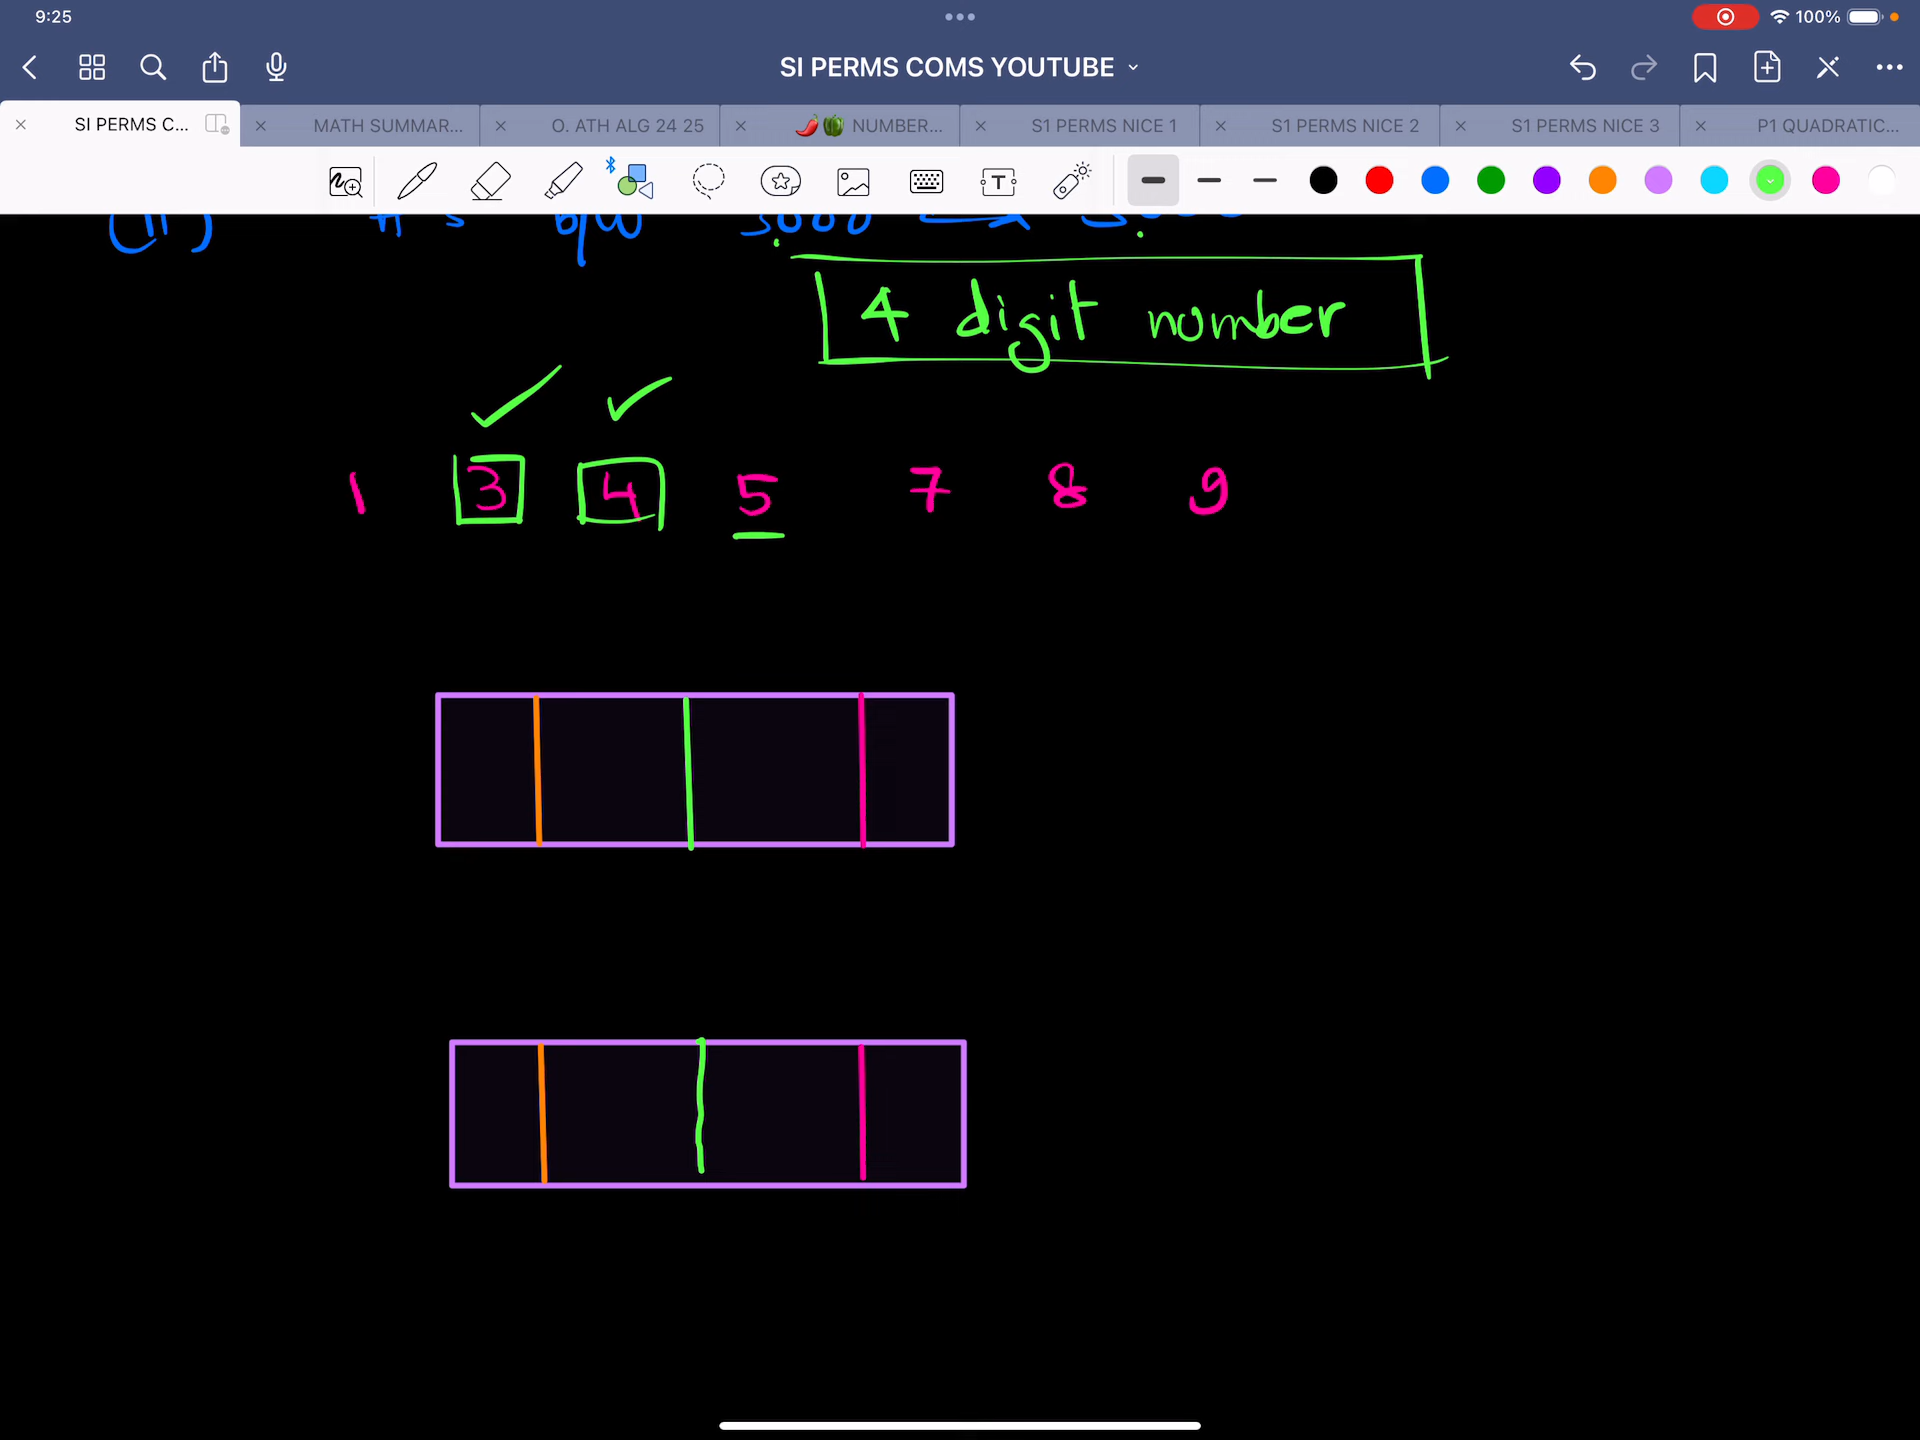 9:25
100%
SI PERMS COMS YOUTUBE
SI PERMS C...
MATH SUMMAR...
O. ATH ALG 24 25
🌶️🫑 NUMBER...
S1 PERMS NICE 1
S1 PERMS NICE 2
S1 PERMS NICE 3
P1 QUADRATIC...
T
(ii) #'s b/w 3000
4 digit number
1 3 4 5 7 8 9